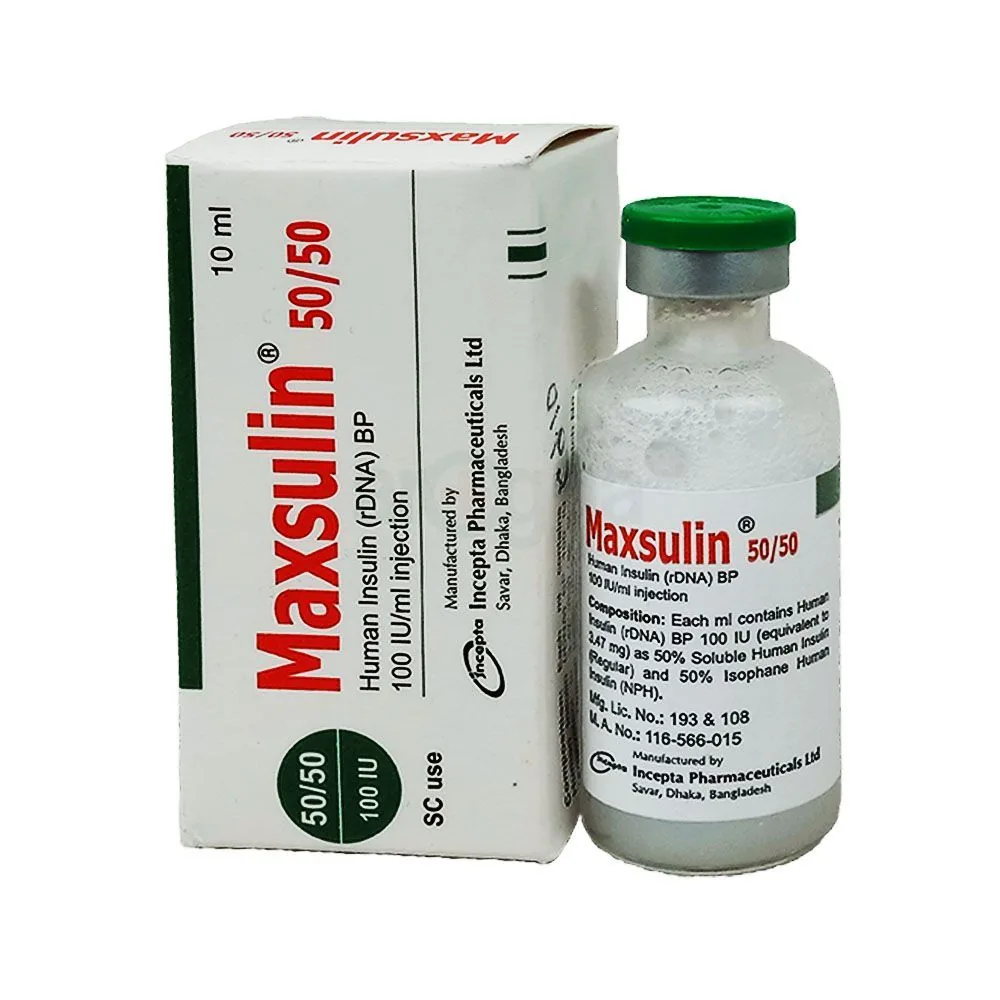 Maxsulin® 50/50
10 ml
Maxsulin® 50/50
Human Insulin (rDNA) BP
100 IU/ml injection
Manufactured by
Incepta Pharmaceuticals Ltd
Savar, Dhaka, Bangladesh
Incepta
50/50
100 IU
SC use
Maxsulin® 50/50
Human Insulin (rDNA) BP
100 IU/ml injection
Composition: Each ml contains Human
Insulin (rDNA) BP 100 IU (equivalent to
3.47 mg) as 50% Soluble Human Insulin
(Regular) and 50% Isophane Human
Insulin (NPH).
Mfg. Lic. No.: 193 & 108
M.A. No.: 116-566-015
Manufactured by
Incepta Incepta Pharmaceuticals Ltd
Savar, Dhaka, Bangladesh